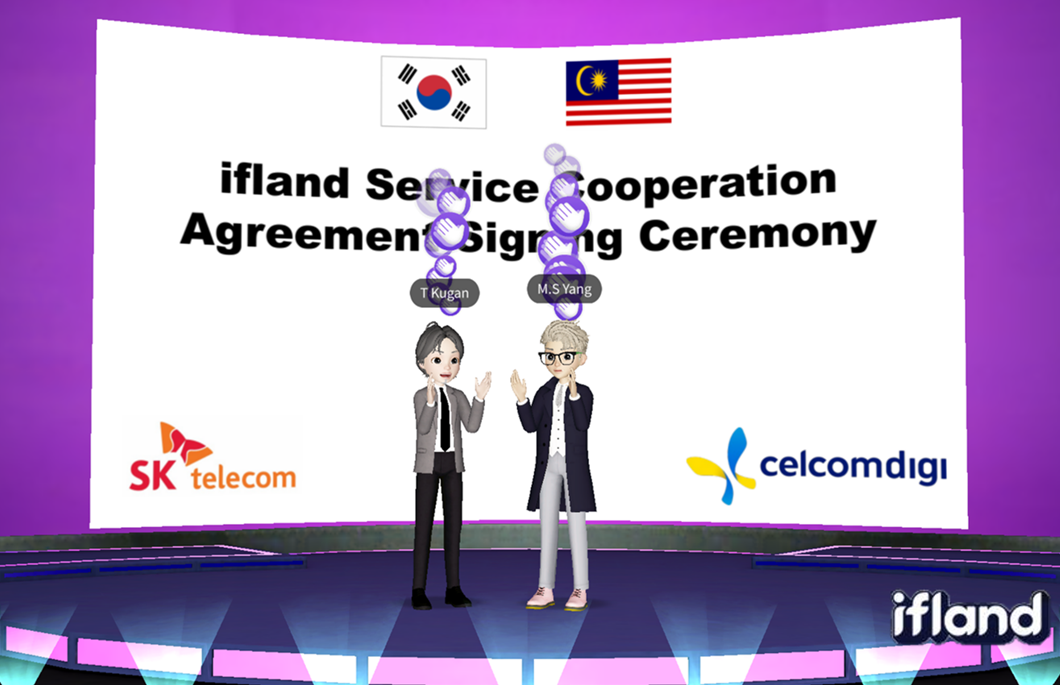 ifland Service Cooperation
Agreement Signing Ceremony
T Kugan
M.S Yang
SK telecom
celcomdigi
ifland